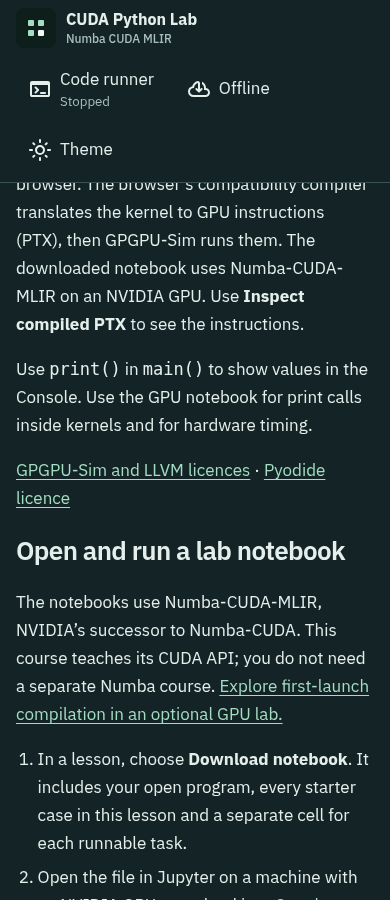 CUDA Python Lab
Numba CUDA MLIR
Code runner
Stopped
Offline
Theme
browser. The browser's compatibility compiler
translates the kernel to GPU instructions
(PTX), then GPGPU-Sim runs them. The
downloaded notebook uses Numba-CUDA-
MLIR on an NVIDIA GPU. Use Inspect
compiled PTX to see the instructions.
Use print() in main() to show values in the
Console. Use the GPU notebook for print calls
inside kernels and for hardware timing.
GPGPU-Sim and LLVM licences · Pyodide
licence
Open and run a lab notebook
The notebooks use Numba-CUDA-MLIR,
NVIDIA’s successor to Numba-CUDA. This
course teaches its CUDA API; you do not need
a separate Numba course. Explore first-launch
compilation in an optional GPU lab.
1. In a lesson, choose Download notebook. It
includes your open program, every starter
case in this lesson and a separate cell for
each runnable task.
2. Open the file in Jupyter on a machine with